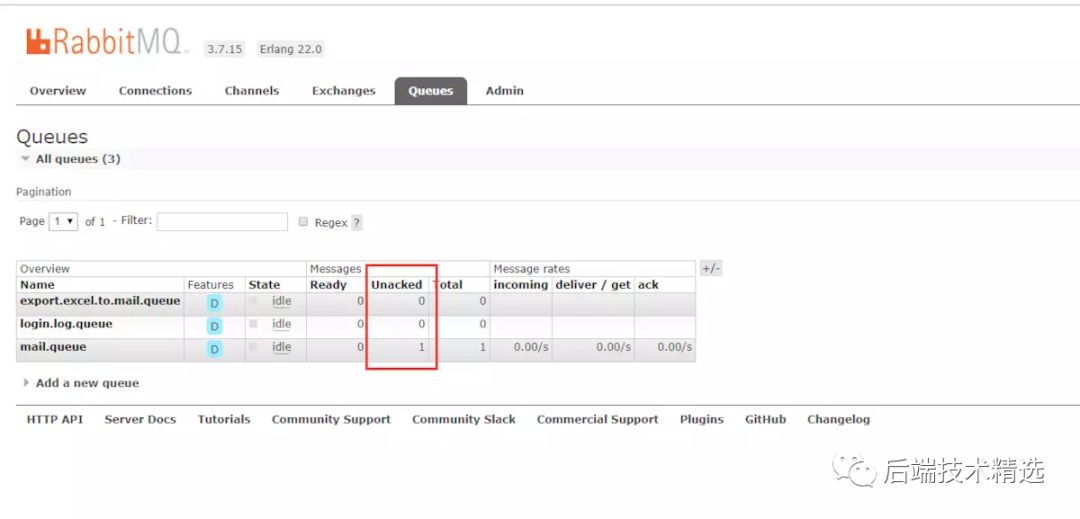 RabbitMQ 3.7.15 Erlang 22.0
Overview Connections Channels Exchanges Queues Admin
Queues
All queues (3)
Pagination
Page 1 of 1 - Filter: Regex ?
Overview Messages Message rates +/-
Name Features State Ready Unacked Total incoming deliver / get ack
export.excel.to.mail.queue D idle 0 0 0
login.log.queue D idle 0 0 0
mail.queue D idle 0 1 1 0.00/s 0.00/s 0.00/s
Add a new queue
HTTP API Server Docs Tutorials Community Support Community Slack Commercial Support Plugins GitHub Changelog
后端技术精选